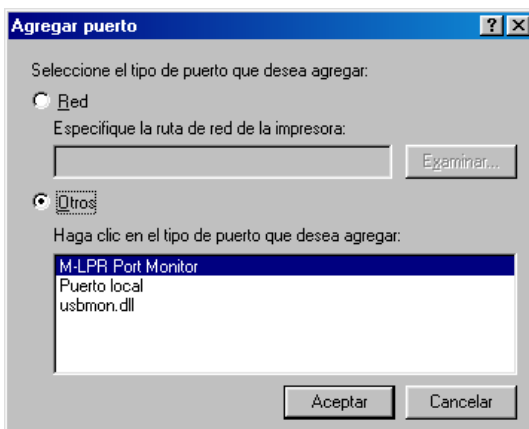 Agregar puerto
Seleccione el tipo de puerto que desea agregar:
Red
Especifique la ruta de red de la impresora:
Examinar...
Otros
Haga clic en el tipo de puerto que desea agregar:
M-LPR Port Monitor
Puerto local
usbmon.dll
Aceptar
Cancelar